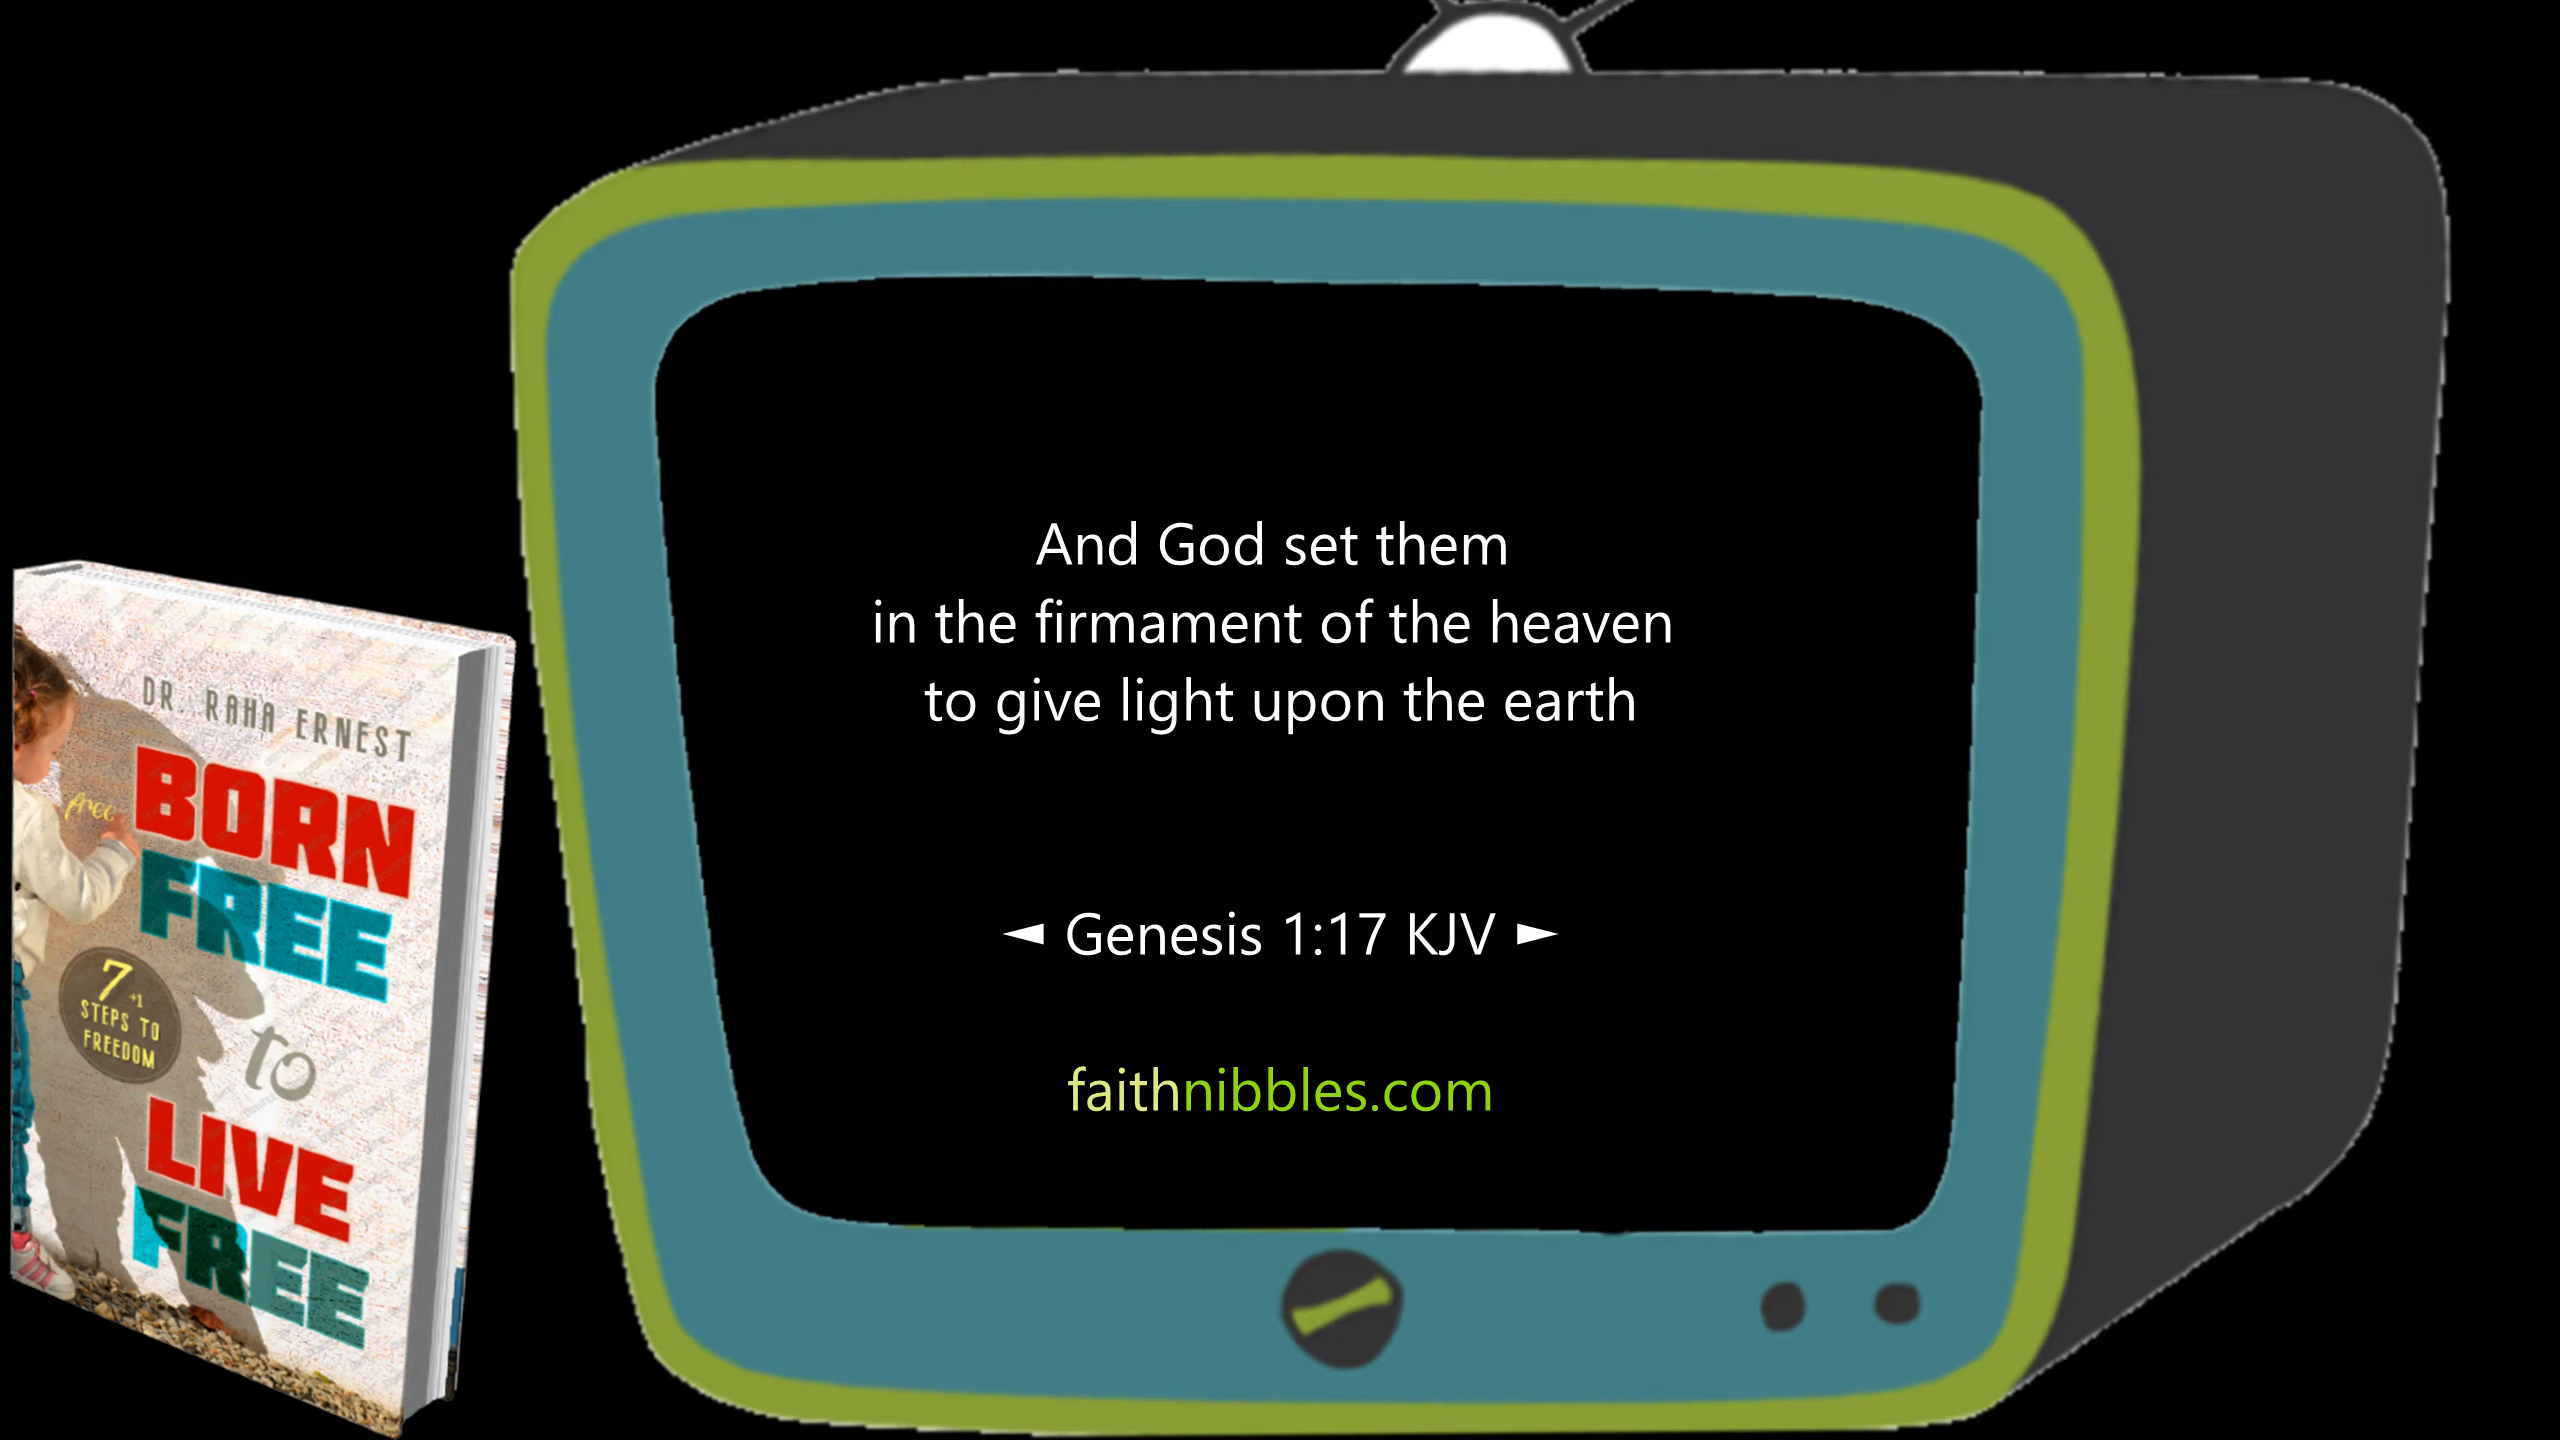 And God set them
in the firmament of the heaven
to give light upon the earth
◄ Genesis 1:17 KJV ►
faithnibbles.com
DR. RAHA ERNEST
free
BORN
FREE
7 +1
STEPS TO
FREEDOM
to
LIVE
FREE